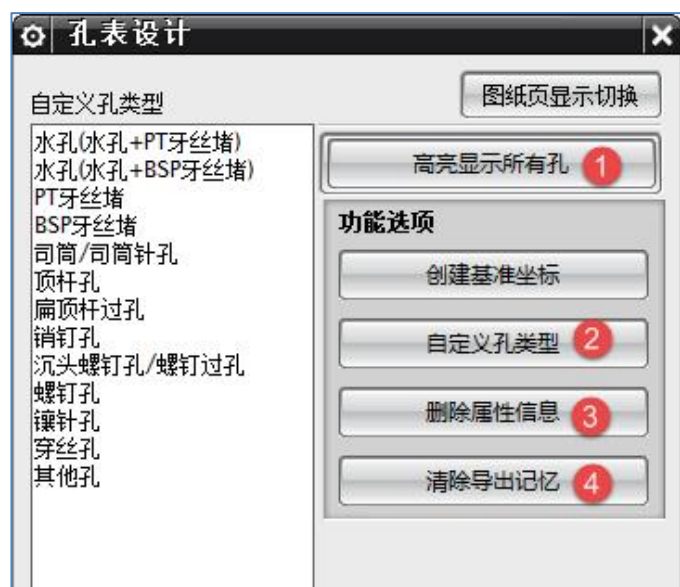 孔表设计
自定义孔类型
图纸页显示切换
水孔(水孔+PT牙丝堵)
水孔(水孔+BSP牙丝堵)
PT牙丝堵
BSP牙丝堵
司筒/司筒针孔
顶杆孔
扁顶杆过孔
销钉孔
沉头螺钉孔/螺钉过孔
螺钉孔
镶针孔
穿丝孔
其他孔
高亮显示所有孔 1
功能选项
创建基准坐标
自定义孔类型 2
删除属性信息 3
清除导出记忆 4